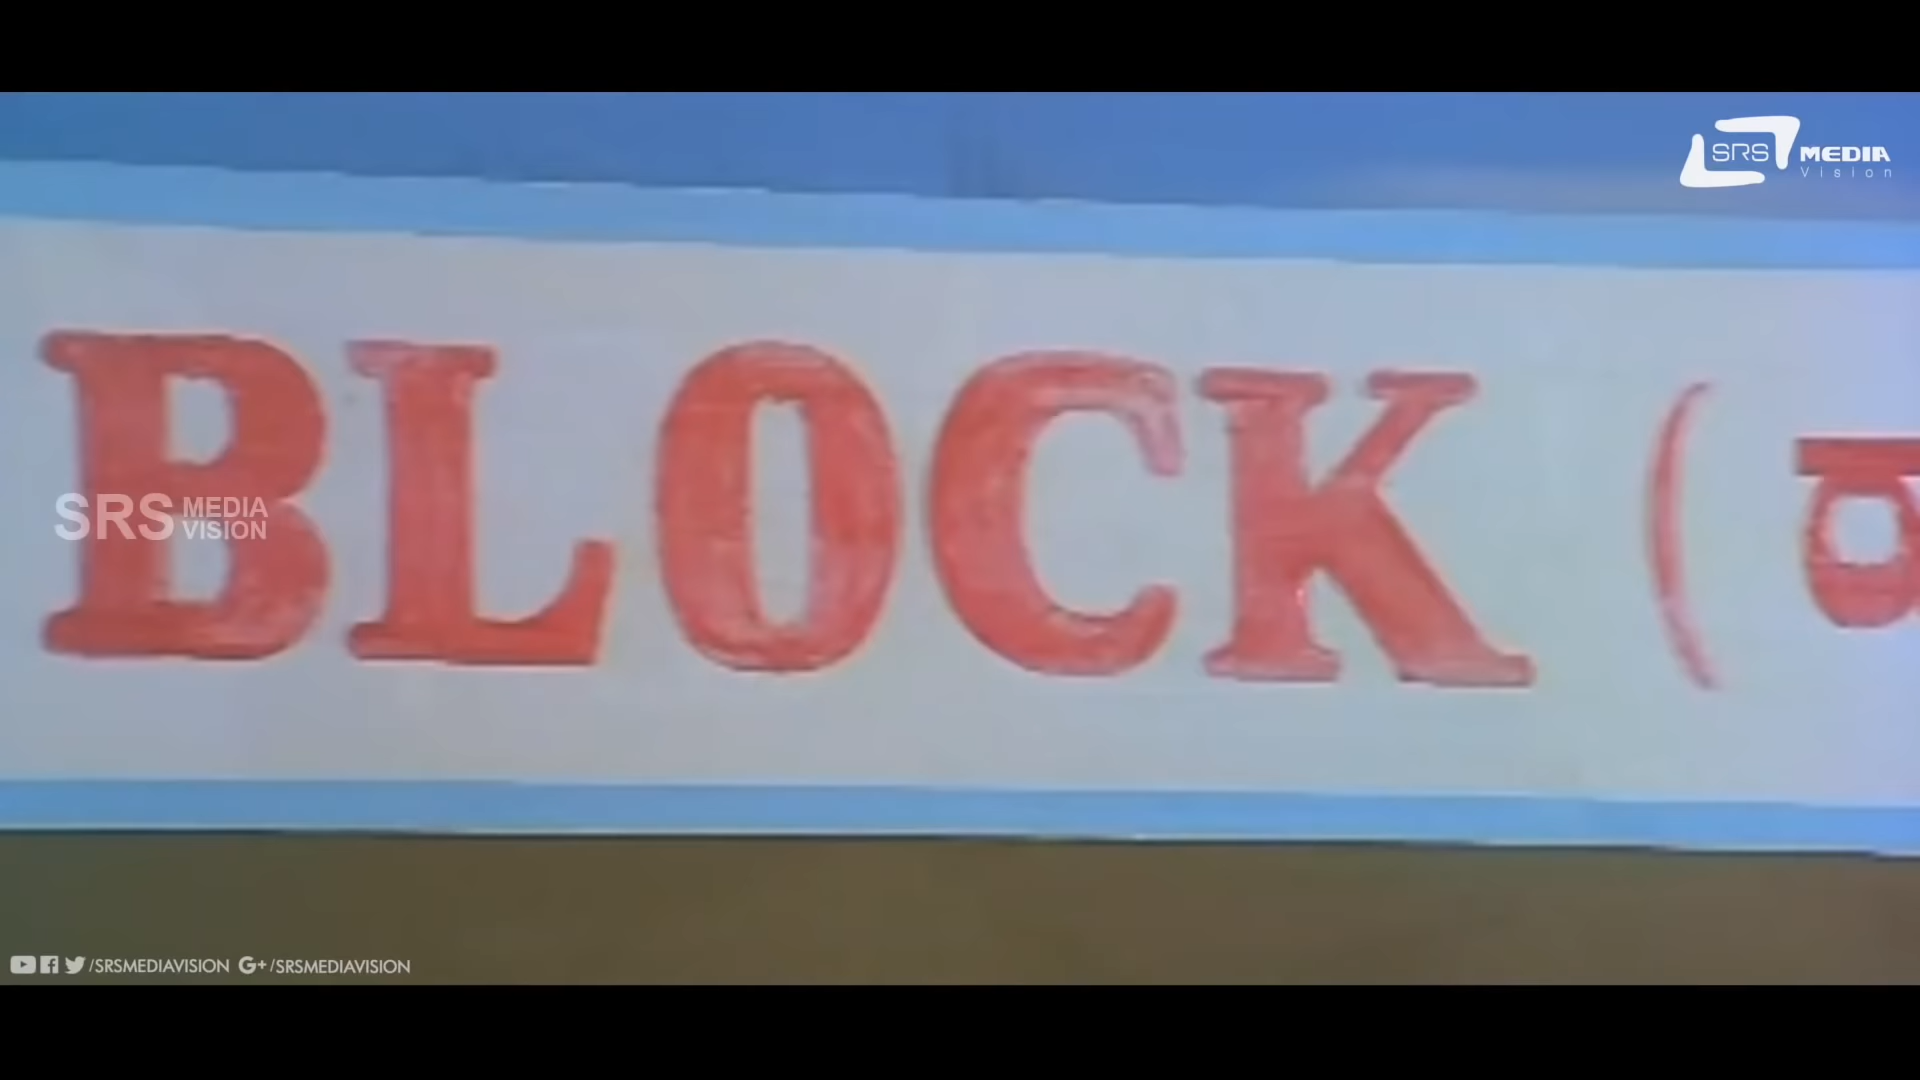 SRS MEDIA
Vision
BLOCK (
SRS MEDIA
VISION
/SRSMEDIAVISION G+/SRSMEDIAVISION